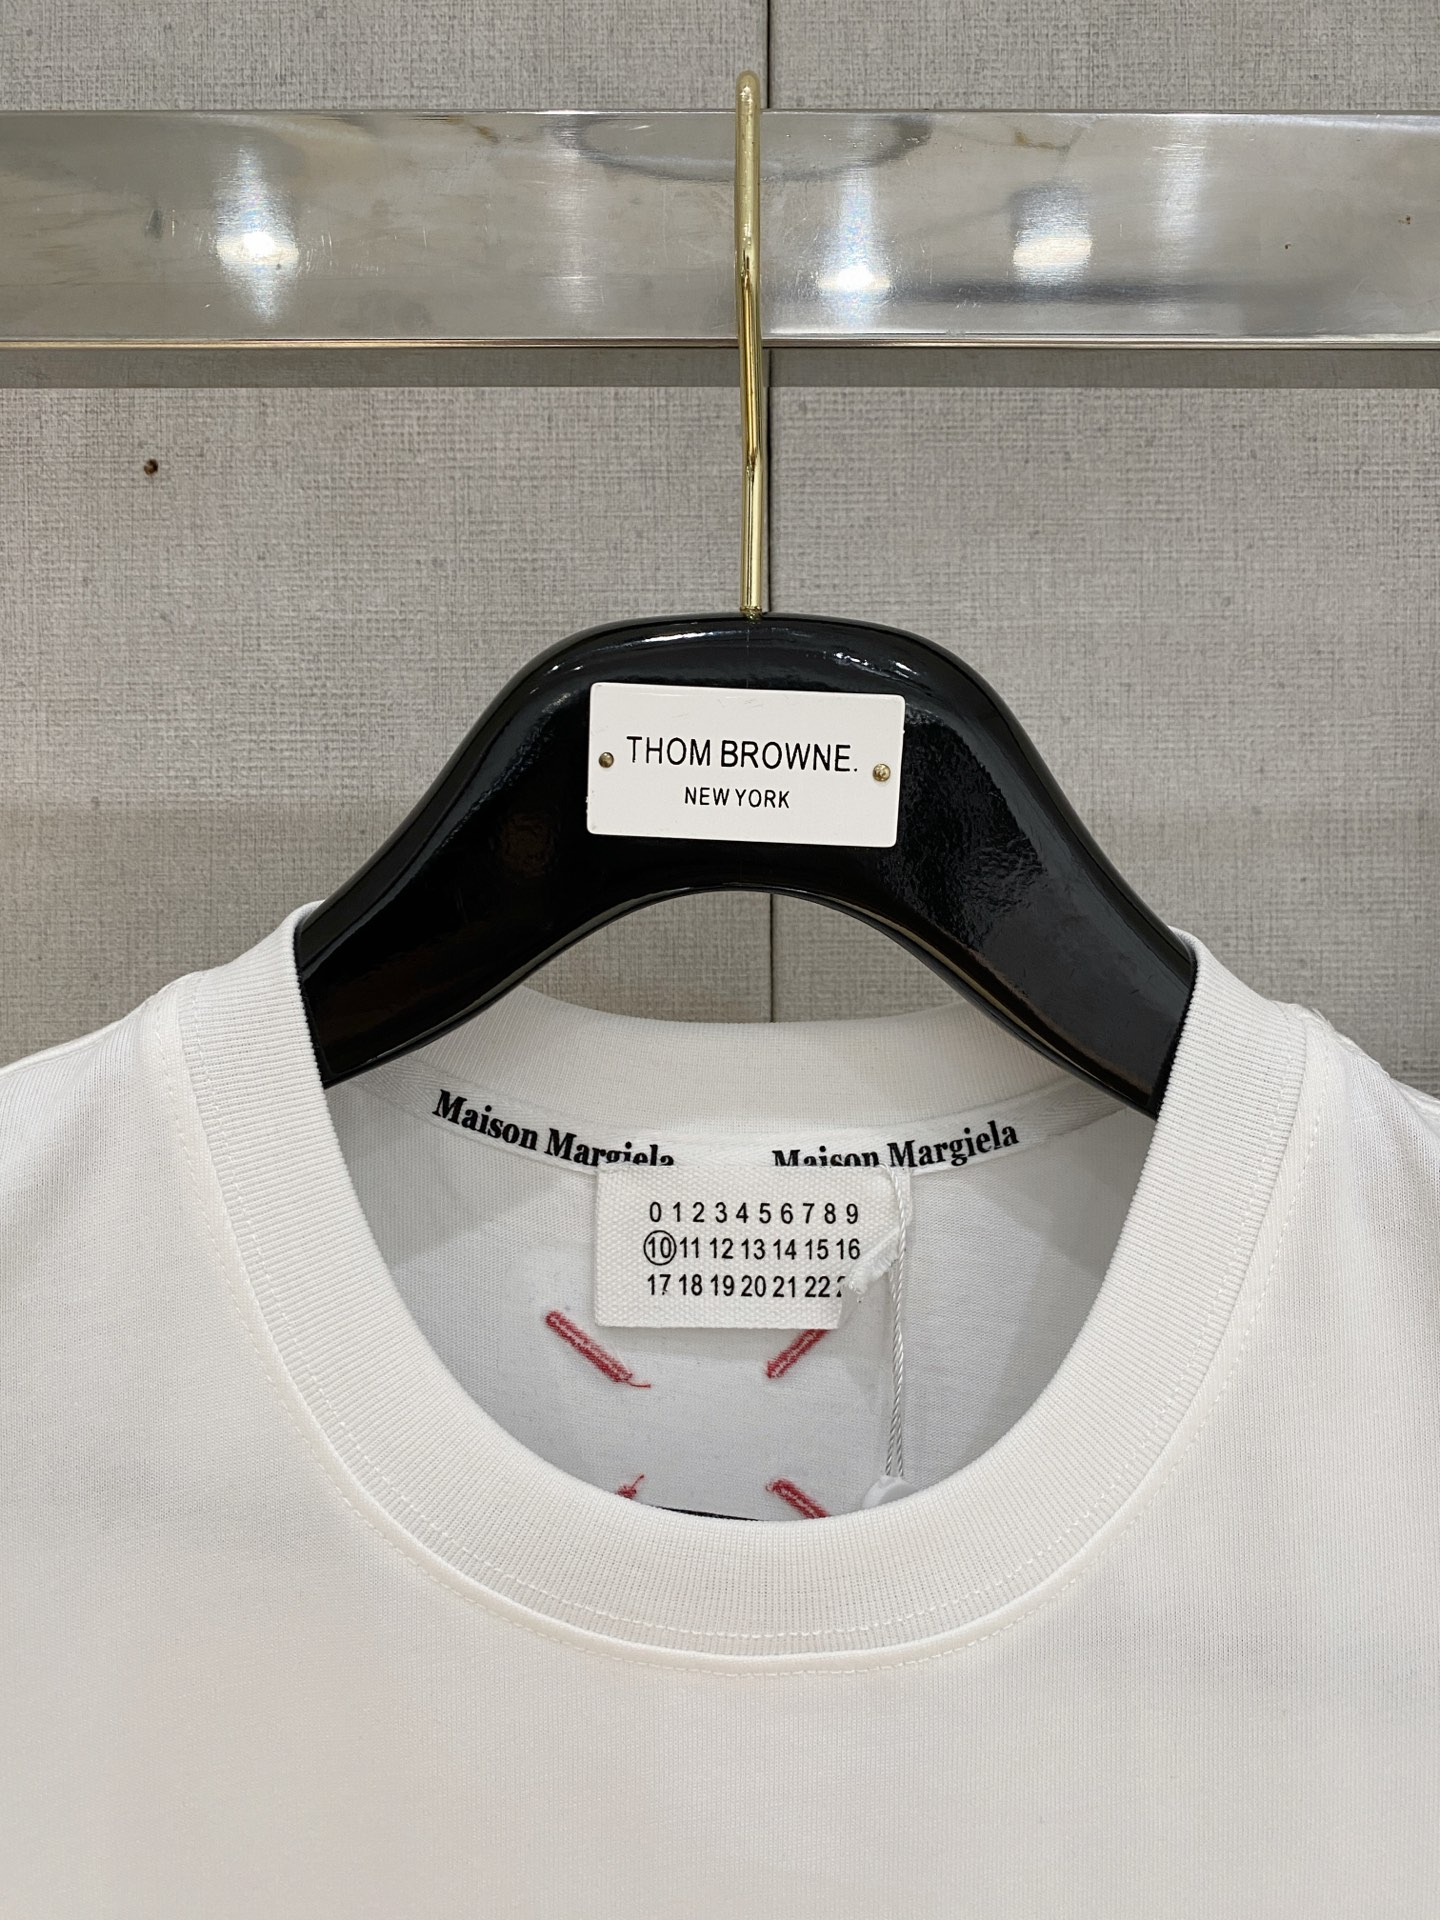 THOM BROWNE.
NEW YORK
Maison Margiela Maison Margiela
0 1 2 3 4 5 6 7 8 9
10 11 12 13 14 15 16
17 18 19 20 21 22